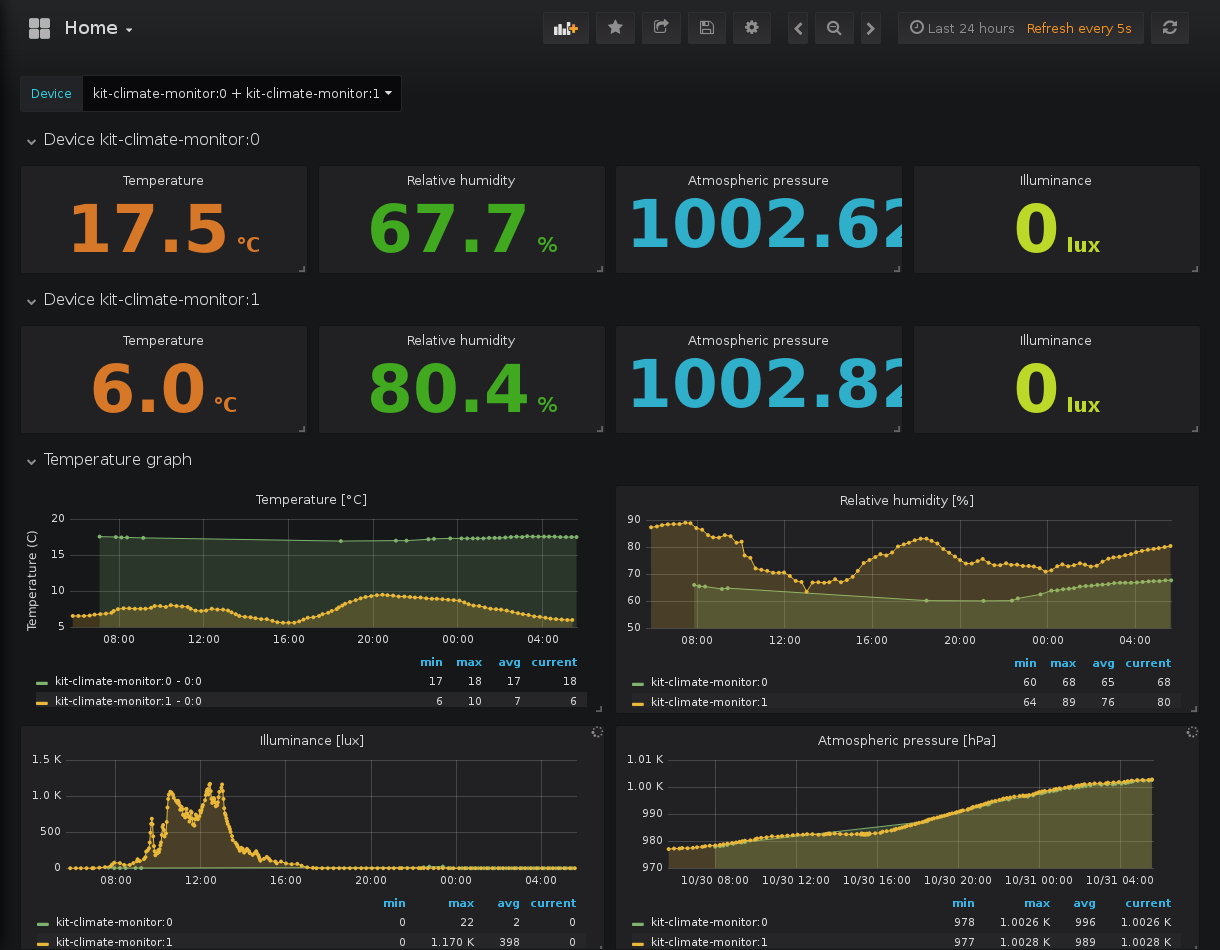 Home
Last 24 hours Refresh every 5s
Device kit-climate-monitor:0 + kit-climate-monitor:1
Device kit-climate-monitor:0
Temperature Relative humidity Atmospheric pressure Illuminance
17.5 °C 67.7 % 1002.62 0 lux
Device kit-climate-monitor:1
Temperature Relative humidity Atmospheric pressure Illuminance
6.0 °C 80.4 % 1002.82 0 lux
Temperature graph
Temperature [°C]
Temperature (C)
20
15
10
5
08:00 12:00 16:00 20:00 00:00 04:00
min max avg current
kit-climate-monitor:0 - 0:0 17 18 17 18
kit-climate-monitor:1 - 0:0 6 10 7 6
Relative humidity [%]
90
80
70
60
50
08:00 12:00 16:00 20:00 00:00 04:00
min max avg current
kit-climate-monitor:0 60 68 65 68
kit-climate-monitor:1 64 89 76 80
Illuminance [lux]
1.5 K
1.0 K
500
0
08:00 12:00 16:00 20:00 00:00 04:00
min max avg current
kit-climate-monitor:0 0 22 2 0
kit-climate-monitor:1 0 1.170 K 398 0
Atmospheric pressure [hPa]
1.01 K
1.00 K
990
980
970
10/30 08:00 10/30 12:00 10/30 16:00 10/30 20:00 10/31 00:00 10/31 04:00
min max avg current
kit-climate-monitor:0 978 1.0026 K 996 1.0026 K
kit-climate-monitor:1 977 1.0028 K 989 1.0028 K